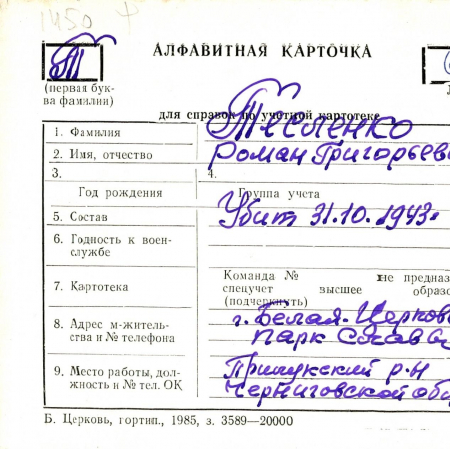 1450
Т
АЛФАВИТНАЯ КАРТОЧКА
(первая бук-
ва фамилии)
для справок по учетной картотеке
1. Фамилия Тесленко
2. Имя, отчество Роман Григорьев
3. 4.
Год рождения Группа учета
5. Состав Убит 31.10.1943.
6. Годность к воен-
службе
Команда № не предназ
7. Картотека спецучет высшее образо
(подчеркнуть)
8. Адрес м-житель- г. Белая-Церковь
ства и № телефона парк Славы
9. Место работы, дол- Прилукский р-н
жность и № тел. ОК Черниговской об
Б. Церковь, гортип., 1985, з. 3589—20000